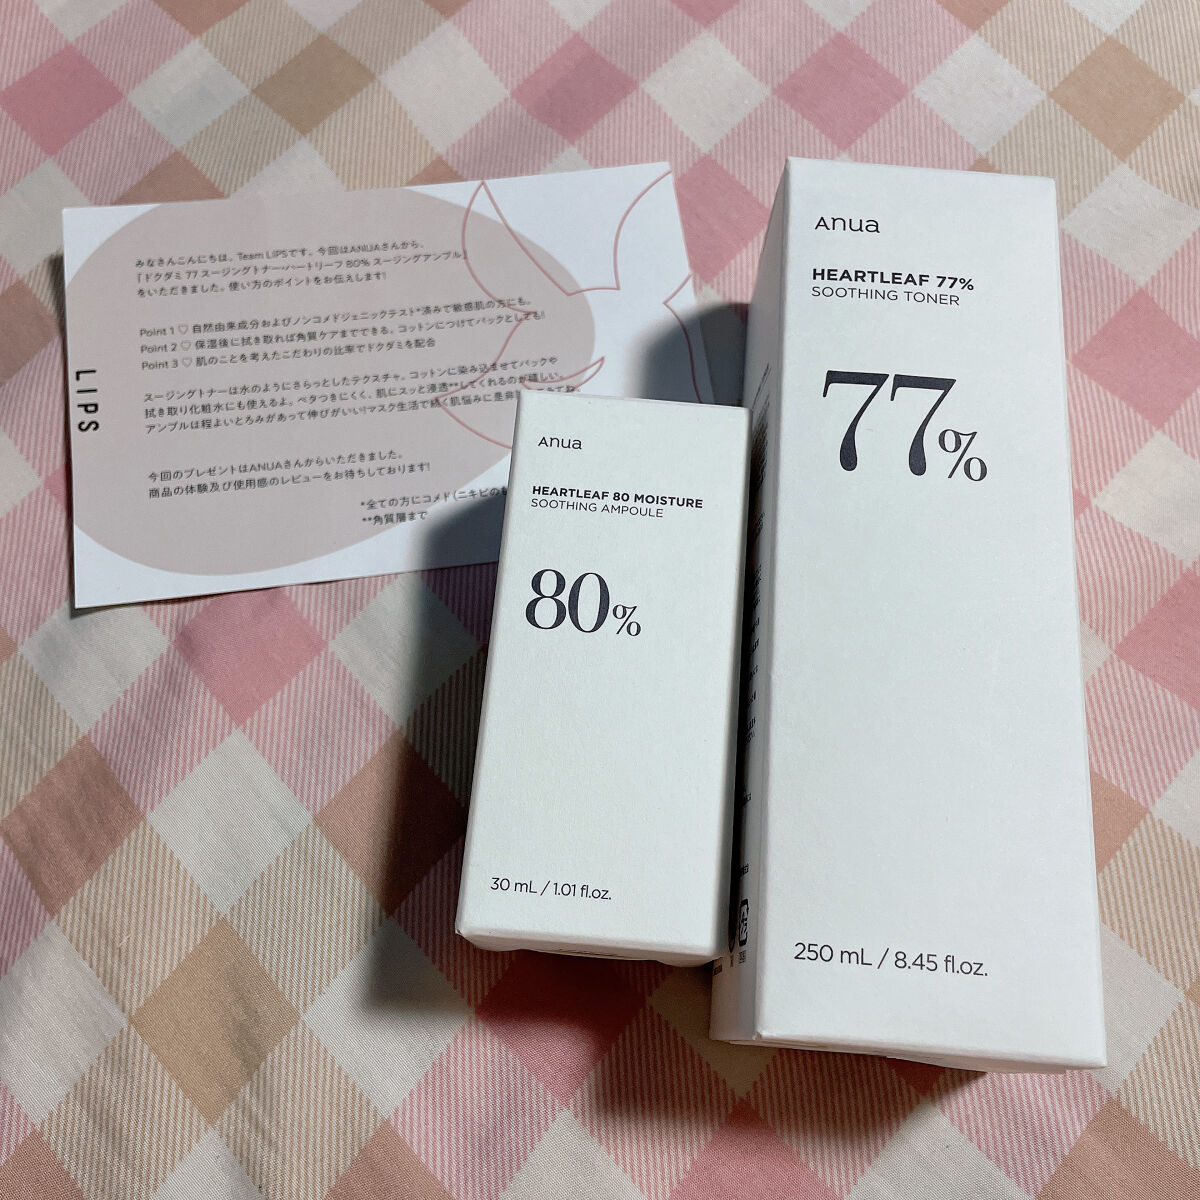 みなさんこんにちは。Team LIPSです。今回はANUAさんから、
「ドクダミ 77 スージングトナー・ハートリーフ 80% スージングアンプル」
をいただきました。使い方のポイントをお伝えします!
Point 1 ♡ 自然由来成分およびノンコメドジェニックテスト*済みで敏感肌の方にも。
Point 2 ♡ 保湿後に拭き取れば角質ケアまでできる。コットンにつけてパックとしても!
Point 3 ♡ 肌のことを考えたこだわりの比率でドクダミを配合
スージングトナーは水のようにさらっとしたテクスチャ。コットンに染み込ませてパックや
拭き取り化粧水にも使えるよ。ベタつきにくく、肌にスッと浸透**してくれるのが嬉しい。
アンプルは程よいとろみがあって伸びがいい!マスク生活で続く肌悩みに是非
今回のプレゼントはANUAさんからいただきました。
商品の体験及び使用感のレビューをお待ちしております!
*全ての方にコメド(ニキビのも
**角質層まで
LIPS
Anua
HEARTLEAF 80 MOISTURE
SOOTHING AMPOULE
80%
30 mL / 1.01 fl.oz.
Anua
HEARTLEAF 77%
SOOTHING TONER
77%
250 mL / 8.45 fl.oz.